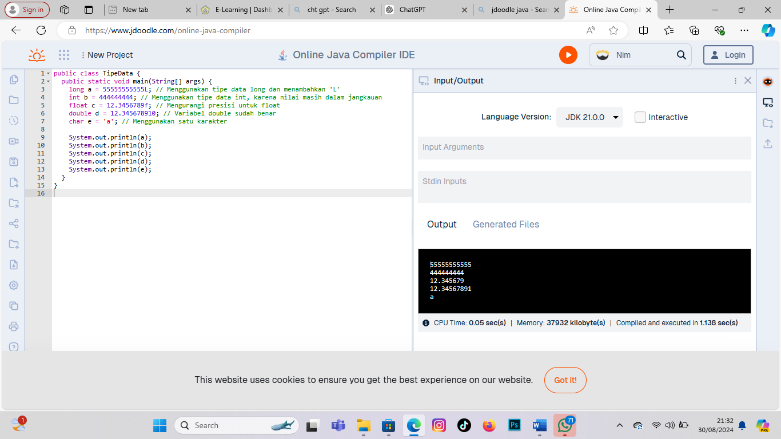 Sign in
New tab
E-Learning | Dashb
cht gpt - Search
ChatGPT
jdoodle java - Sear
Online Java Compi
https://www.jdoodle.com/online-java-compiler
New Project
Online Java Compiler IDE
Nim
Login
1 public class TipeData {
2 public static void main(String[] args) {
3 long a = 55555555555L; // Menggunakan tipe data long dan menambahkan 'L'
4 int b = 444444444; // Menggunakan tipe data int, karena nilai masih dalam jangkauan
5 float c = 12.3456789f; // Mengurangi presisi untuk float
6 double d = 12.345678910; // Variabel double sudah benar
7 char e = 'a'; // Menggunakan satu karakter
8
9 System.out.println(a);
10 System.out.println(b);
11 System.out.println(c);
12 System.out.println(d);
13 System.out.println(e);
14 }
15 }
16
Input/Output
Language Version: JDK 21.0.0 Interactive
Input Arguments
Stdin Inputs
Output Generated Files
55555555555
444444444
12.345679
12.34567891
a
CPU Time: 0.05 sec(s) | Memory: 37932 kilobyte(s) | Compiled and executed in 1.136 sec(s)
This website uses cookies to ensure you get the best experience on our website.
Got it!
1
Search
71
21:32
30/08/2024